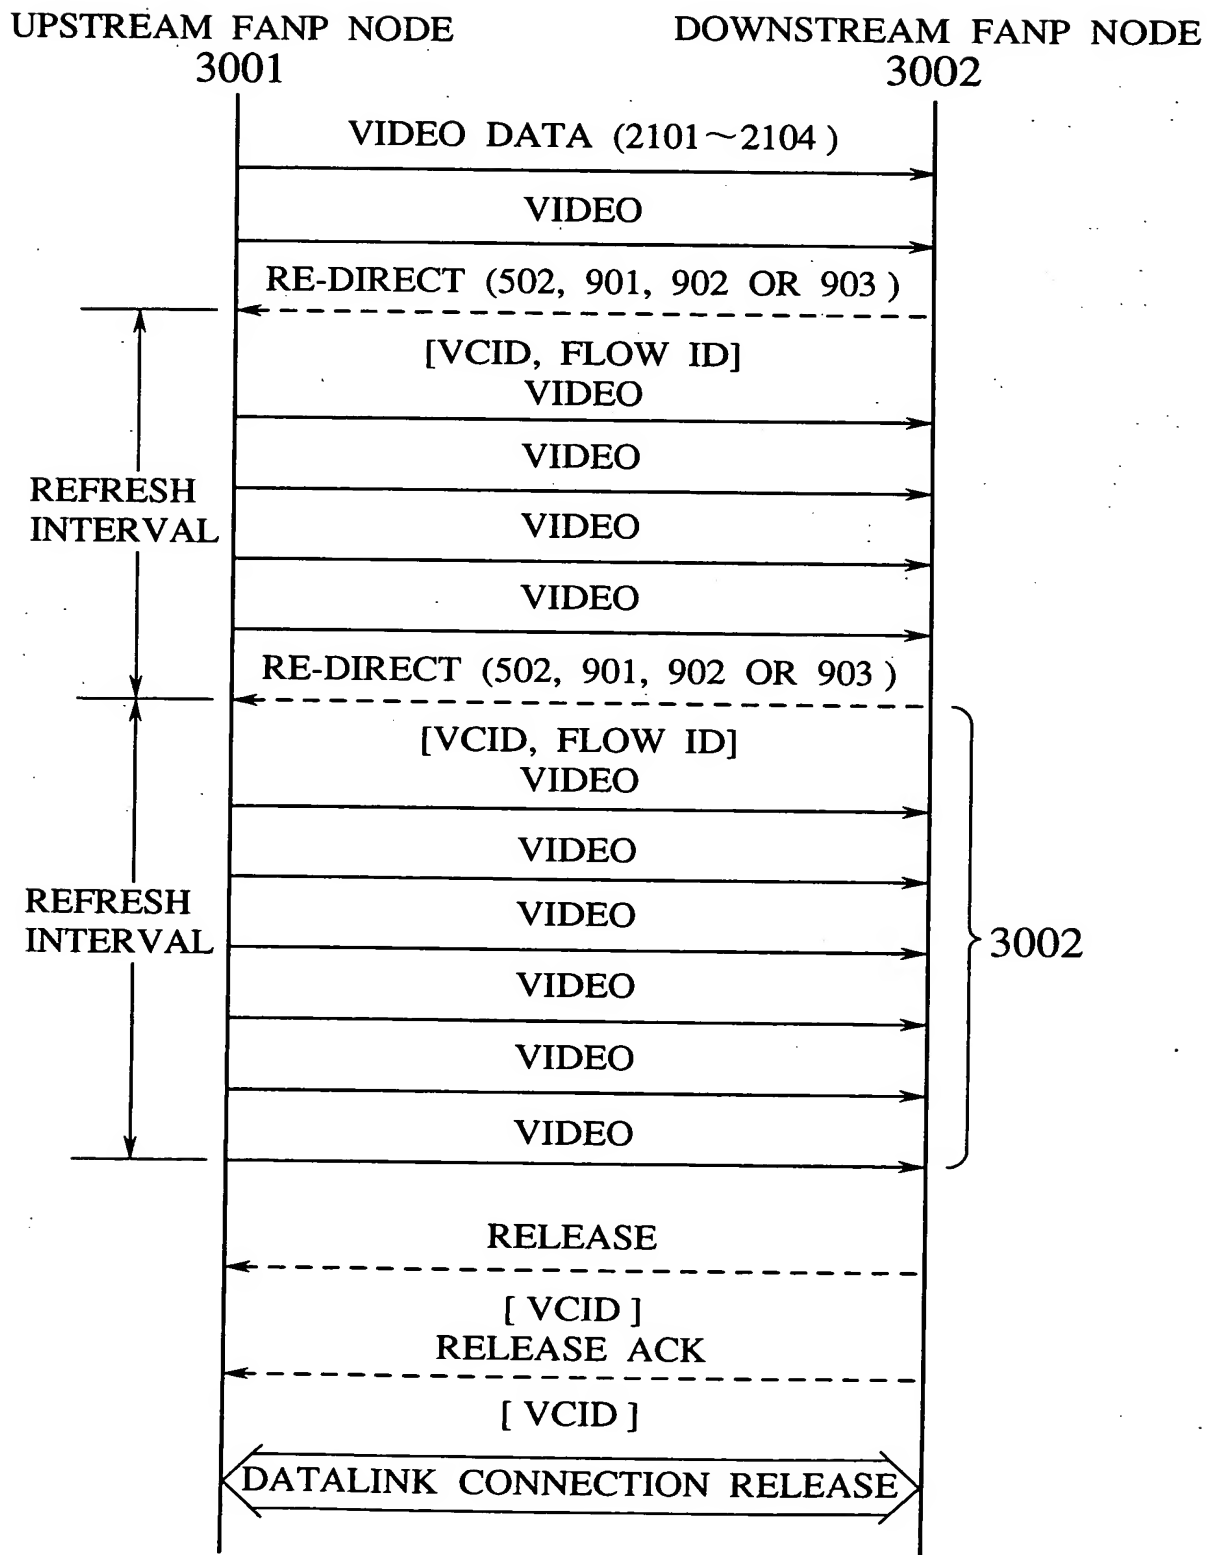 UPSTREAM FANP NODE
3001
DOWNSTREAM FANP NODE
3002
VIDEO DATA (2101~2104)
VIDEO
RE-DIRECT (502, 901, 902 OR 903)
[VCID, FLOW ID]
VIDEO
VIDEO
REFRESH
INTERVAL
VIDEO
VIDEO
RE-DIRECT (502, 901, 902 OR 903)
[VCID, FLOW ID]
VIDEO
VIDEO
REFRESH
INTERVAL
VIDEO
3002
VIDEO
VIDEO
VIDEO
RELEASE
[ VCID ]
RELEASE ACK
[ VCID ]
DATALINK CONNECTION RELEASE